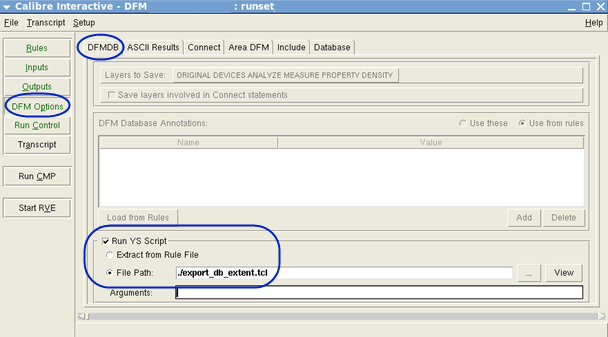 Calibre Interactive - DFM : runset
File Transcript Setup Help
Rules
Inputs
Outputs
DFM Options
Run Control
Transcript
Run CMP
Start RVE
DFMDB ASCII Results Connect Area DFM Include Database
Layers to Save: ORIGINAL DEVICES ANALYZE MEASURE PROPERTY DENSITY
Save layers involved in Connect statements
DFM Database Annotations: Use these Use from rules
Name Value
Load from Rules Add Delete
Run YS Script
Extract from Rule File
File Path: ./export_db_extent.tcl ... View
Arguments: